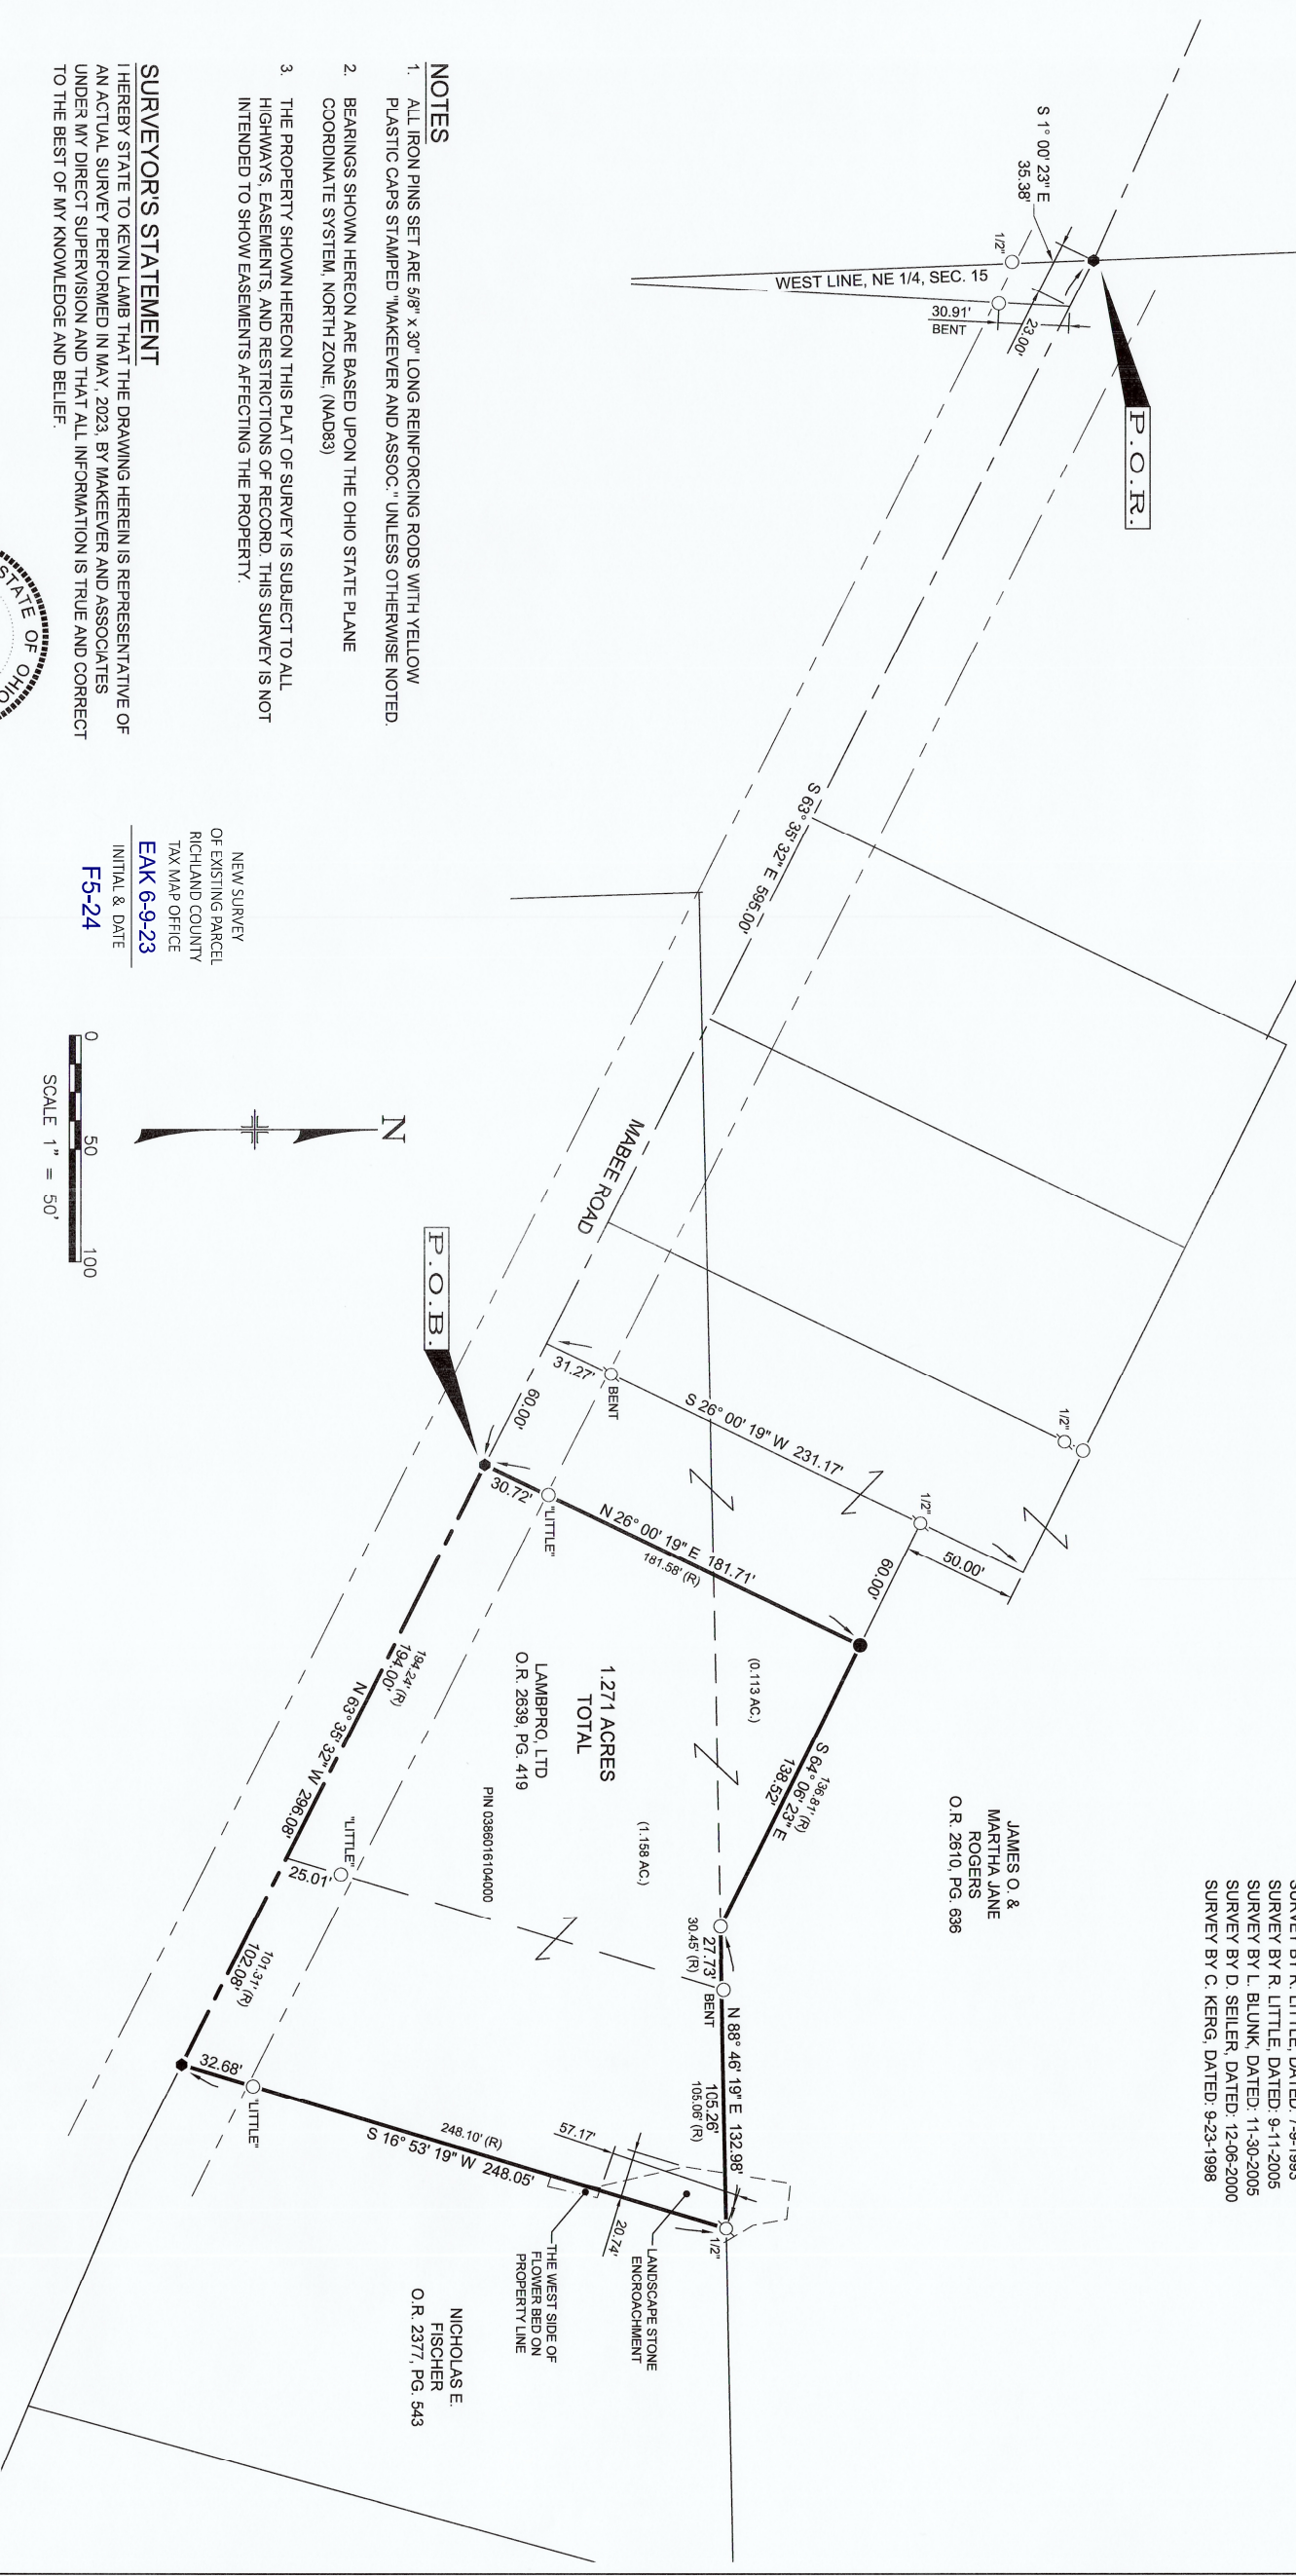 SURVEY BY R. LITTLE, DATED: 7-9-1993
SURVEY BY R. LITTLE, DATED: 9-11-2005
SURVEY BY L. BLUNK, DATED: 11-30-2005
SURVEY BY D. SEILER, DATED: 12-06-2000
SURVEY BY C. KERG, DATED: 9-23-1998
P.O.R.
S 1° 00' 23" E
35.38'
1/2"
WEST LINE, NE 1/4, SEC. 15
30.91'
BENT
23.00'
S 63° 35' 32" E 595.00'
MABEE ROAD
1/2"
1/2"
50.00'
60.00'
S 26° 00' 19" W 231.17'
BENT
31.27'
60.00'
P.O.B.
30.72'
"LITTLE"
N 26° 00' 19" E 181.71'
181.58' (R)
JAMES O. &
MARTHA JANE
ROGERS
O.R. 2610, PG. 636
136.81' (R)
S 64° 06' 23" E
138.52'
(0.113 AC.)
1.271 ACRES
TOTAL
(1.158 AC.)
LAMBPRO, LTD
O.R. 2639, PG. 419
PIN 0386016104000
27.73'
30.45' (R)
BENT
N 88° 46' 19" E 132.98'
105.26'
105.06' (R)
1/2"
194.24' (R)
194.00'
N 63° 35' 32" W 296.08'
"LITTLE"
25.01'
101.31' (R)
102.08'
32.68'
"LITTLE"
248.10' (R)
S 16° 53' 19" W 248.05'
57.17'
20.74'
LANDSCAPE STONE
ENCROACHMENT
THE WEST SIDE OF
FLOWER BED ON
PROPERTY LINE
NICHOLAS E.
FISCHER
O.R. 2377, PG. 543
NOTES
1. ALL IRON PINS SET ARE 5/8" x 30" LONG REINFORCING RODS WITH YELLOW
PLASTIC CAPS STAMPED "MAKEEVER AND ASSOC." UNLESS OTHERWISE NOTED.
2. BEARINGS SHOWN HEREON ARE BASED UPON THE OHIO STATE PLANE
COORDINATE SYSTEM, NORTH ZONE, (NAD83)
3. THE PROPERTY SHOWN HEREON THIS PLAT OF SURVEY IS SUBJECT TO ALL
HIGHWAYS, EASEMENTS, AND RESTRICTIONS OF RECORD. THIS SURVEY IS NOT
INTENDED TO SHOW EASEMENTS AFFECTING THE PROPERTY.
SURVEYOR'S STATEMENT
I HEREBY STATE TO KEVIN LAMB THAT THE DRAWING HEREIN IS REPRESENTATIVE OF
AN ACTUAL SURVEY PERFORMED IN MAY, 2023, BY MAKEEVER AND ASSOCIATES
UNDER MY DIRECT SUPERVISION AND THAT ALL INFORMATION IS TRUE AND CORRECT
TO THE BEST OF MY KNOWLEDGE AND BELIEF.
STATE OF OHIO
NEW SURVEY
OF EXISTING PARCEL
RICHLAND COUNTY
TAX MAP OFFICE
EAK 6-9-23
INITIAL & DATE
F5-24
N
0 50 100
SCALE 1" = 50'